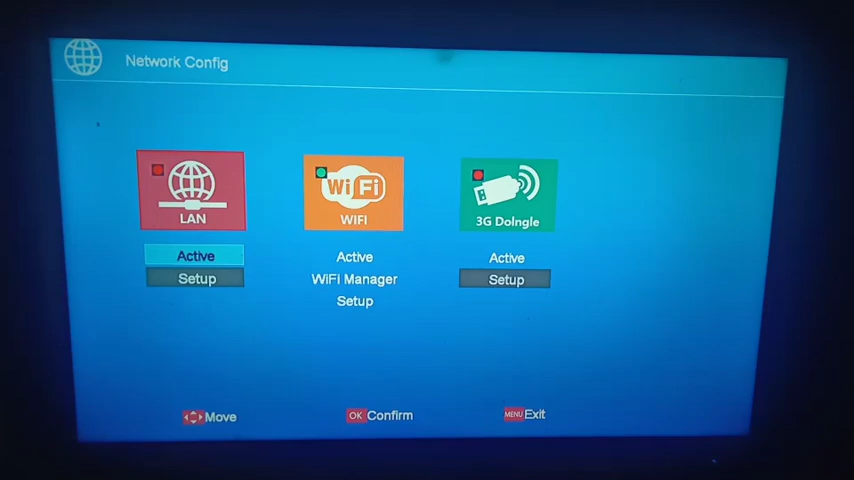 Network Config
LAN
WiFi
WIFI
3G Dolngle
Active
Active
Active
Setup
WiFi Manager
Setup
Setup
Move
OK Confirm
MENU Exit